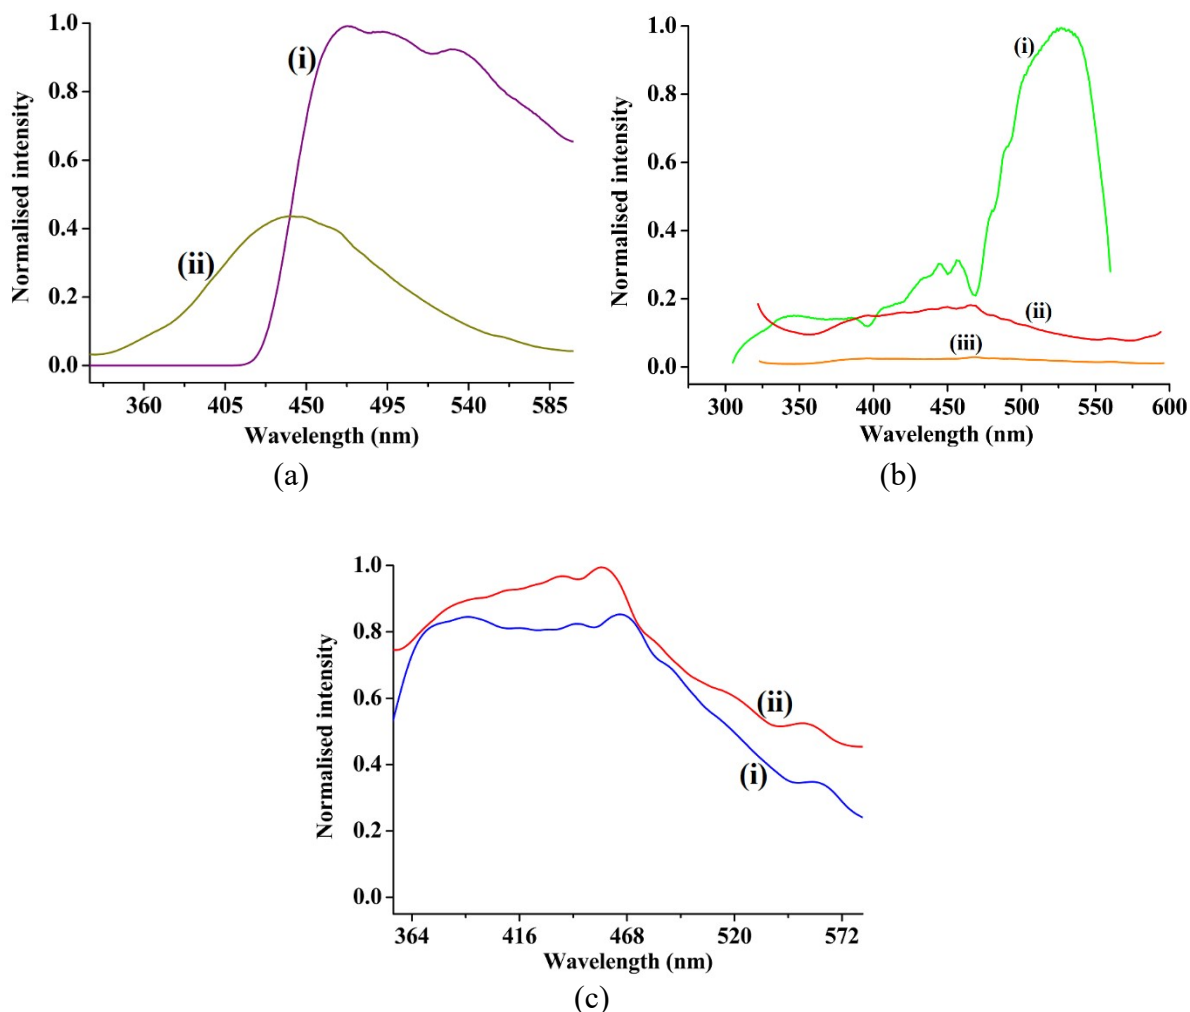 Normalised intensity
1.0
0.8
0.6
0.4
0.2
0.0
(i)
(ii)
360 405 450 495 540 585
Wavelength (nm)
(a)
Normalised intensity
1.0
0.8
0.6
0.4
0.2
0.0
(i)
(ii)
(iii)
300 350 400 450 500 550 600
Wavelength (nm)
(b)
Normalised intensity
1.0
0.8
0.6
0.4
0.2
0.0
(ii)
(i)
364 416 468 520 572
Wavelength (nm)
(c)